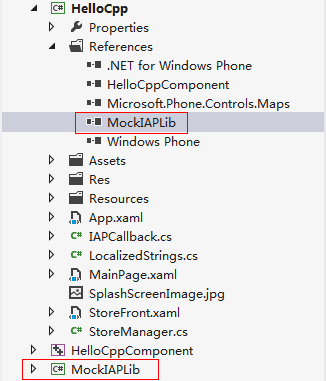 C# HelloCpp
Properties
References
.NET for Windows Phone
HelloCppComponent
Microsoft.Phone.Controls.Maps
MockIAPLib
Windows Phone
Assets
Res
Resources
App.xaml
C# IAPCallback.cs
C# LocalizedStrings.cs
MainPage.xaml
SplashScreenImage.jpg
StoreFront.xaml
C# StoreManager.cs
HelloCppComponent
C# MockIAPLib